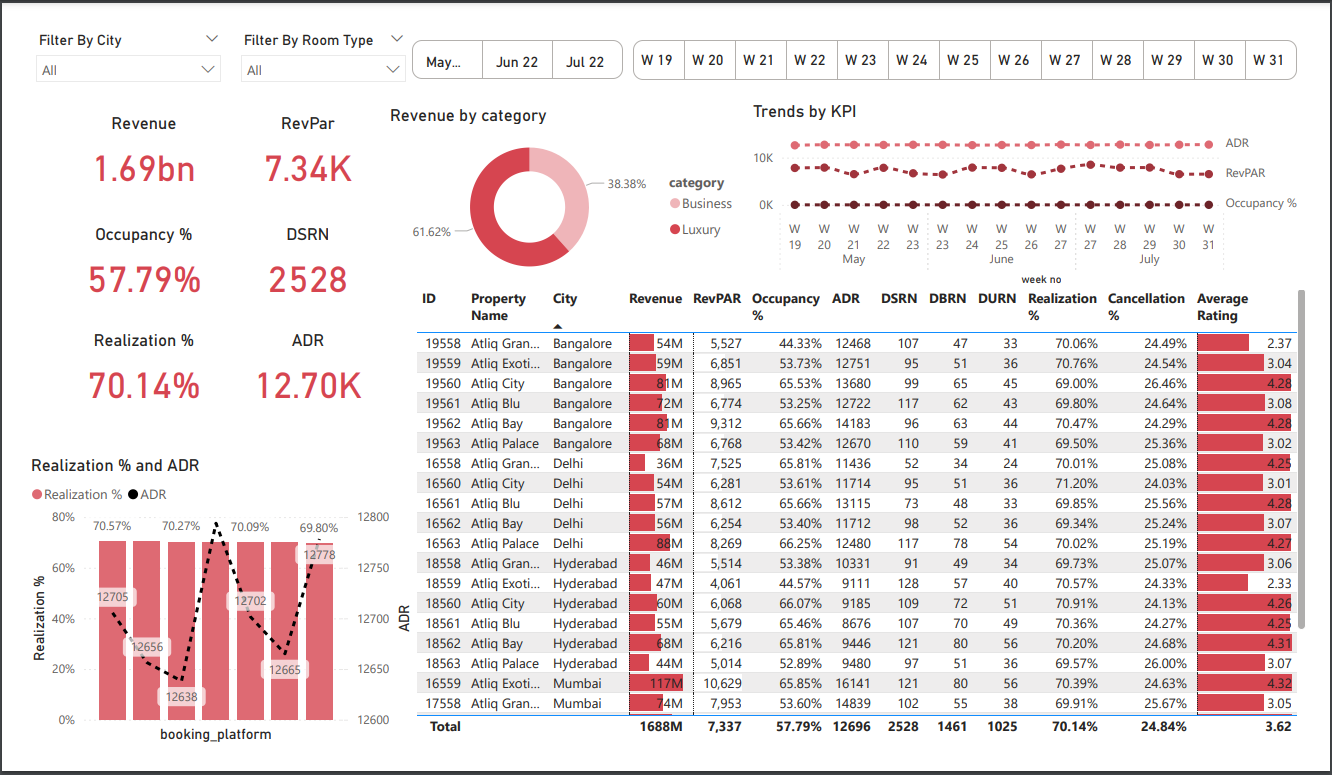 Filter By City
All
Filter By Room Type
All
May...
Jun 22
Jul 22
W 19
W 20
W 21
W 22
W 23
W 24
W 25
W 26
W 27
W 28
W 29
W 30
W 31
Revenue
1.69bn
RevPar
7.34K
Occupancy %
57.79%
DSRN
2528
Realization %
70.14%
ADR
12.70K
Revenue by category
38.38%
61.62%
category
Business
Luxury
Trends by KPI
10K
0K
ADR
RevPAR
Occupancy %
W 19 W 20 W 21 W 22 W 23 W 23 W 24 W 25 W 26 W 27 W 27 W 28 W 29 W 30 W 31
May June July
week no
Realization % and ADR
Realization % ADR
80%
60%
40%
20%
0%
Realization %
70.57% 70.27% 70.09% 69.80%
12705
12656
12638
12702
12665
12778
12800
12750
12700
12650
12600
ADR
booking_platform
ID Property Name City Revenue RevPAR Occupancy % ADR DSRN DBRN DURN Realization % Cancellation % Average Rating
19558 Atliq Gran... Bangalore 54M 5,527 44.33% 12468 107 47 33 70.06% 24.49% 2.37
19559 Atliq Exoti... Bangalore 59M 6,851 53.73% 12751 95 51 36 70.76% 24.54% 3.04
19560 Atliq City Bangalore 81M 8,965 65.53% 13680 99 65 45 69.00% 26.46% 4.28
19561 Atliq Blu Bangalore 72M 6,774 53.25% 12722 117 62 43 69.80% 24.64% 3.08
19562 Atliq Bay Bangalore 81M 9,312 65.66% 14183 96 63 44 70.47% 24.29% 4.28
19563 Atliq Palace Bangalore 68M 6,768 53.42% 12670 110 59 41 69.50% 25.36% 3.02
16558 Atliq Gran... Delhi 36M 7,525 65.81% 11436 52 34 24 70.01% 25.08% 4.25
16560 Atliq City Delhi 54M 6,281 53.61% 11714 95 51 36 71.20% 24.03% 3.01
16561 Atliq Blu Delhi 57M 8,612 65.66% 13115 73 48 33 69.85% 25.56% 4.28
16562 Atliq Bay Delhi 56M 6,254 53.40% 11712 98 52 36 69.34% 25.24% 3.07
16563 Atliq Palace Delhi 88M 8,269 66.25% 12480 117 78 54 70.02% 25.19% 4.27
18558 Atliq Gran... Hyderabad 46M 5,514 53.38% 10331 91 49 34 69.73% 25.07% 3.06
18559 Atliq Exoti... Hyderabad 47M 4,061 44.57% 9111 128 57 40 70.57% 24.33% 2.33
18560 Atliq City Hyderabad 60M 6,068 66.07% 9185 109 72 51 70.91% 24.13% 4.26
18561 Atliq Blu Hyderabad 55M 5,679 65.46% 8676 107 70 49 70.36% 24.27% 4.25
18562 Atliq Bay Hyderabad 68M 6,216 65.81% 9446 121 80 56 70.20% 24.68% 4.31
18563 Atliq Palace Hyderabad 44M 5,014 52.89% 9480 97 51 36 69.57% 26.00% 3.07
16559 Atliq Exoti... Mumbai 117M 10,629 65.85% 16141 121 80 56 70.39% 24.63% 4.32
17558 Atliq Gran... Mumbai 74M 7,953 53.60% 14839 102 55 38 69.91% 25.67% 3.05
Total 1688M 7,337 57.79% 12696 2528 1461 1025 70.14% 24.84% 3.62